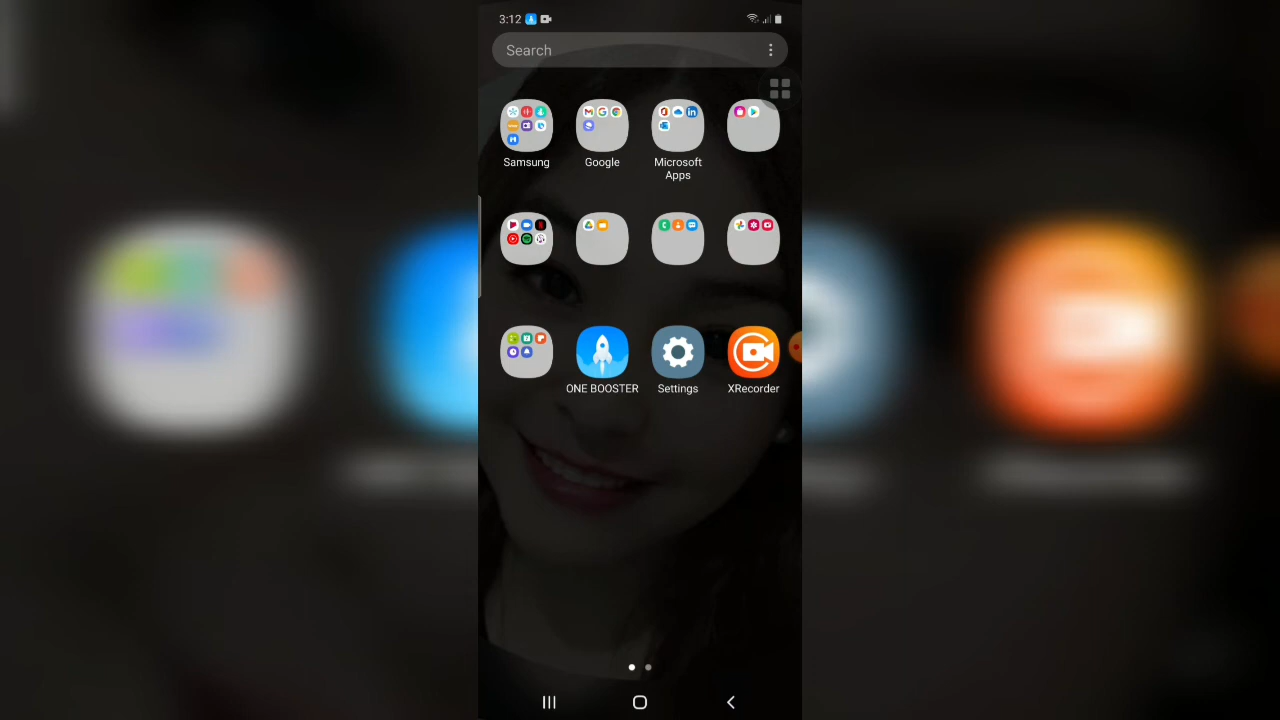 3:12
Search
Samsung
Google
Microsoft
Apps
ONE BOOSTER
Settings
XRecorder